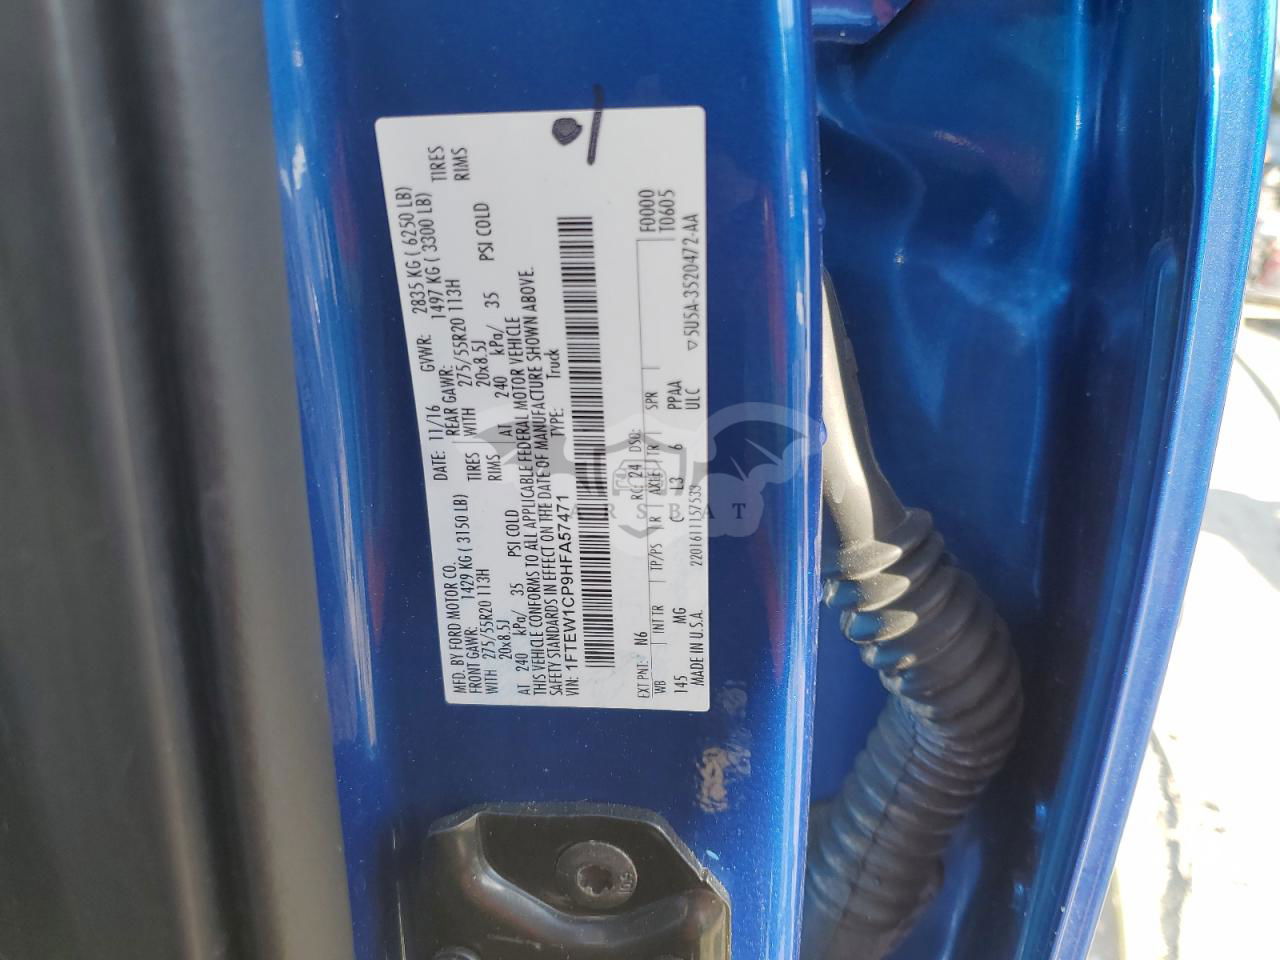 MFD. BY FORD MOTOR CO.
DATE: 11/16 GVWR: 2835 KG ( 6250 LB)
FRONT GAWR: 1429 KG ( 3150 LB) REAR GAWR: 1497 KG ( 3300 LB)
WITH 275/55R20 113H TIRES WITH 275/55R20 113H TIRES
20x8.5J RIMS 20x8.5J RIMS
AT 240 kPa/ 35 PSI COLD AT 240 kPa/ 35 PSI COLD
THIS VEHICLE CONFORMS TO ALL APPLICABLE FEDERAL MOTOR VEHICLE
SAFETY STANDARDS IN EFFECT ON THE DATE OF MANUFACTURE SHOWN ABOVE.
VIN: 1FTEW1CP9HFA57471 TYPE: Truck
F0000
EXT PNT: N6 RC: 24 DSO: T0605
WB INT TR TP/PS R AXLE TR SPR
145 MG C L3 6 PPAA
MADE IN U.S.A. 2201611157533 ULC ▽5U5A-3520472-AA
ARSBAT